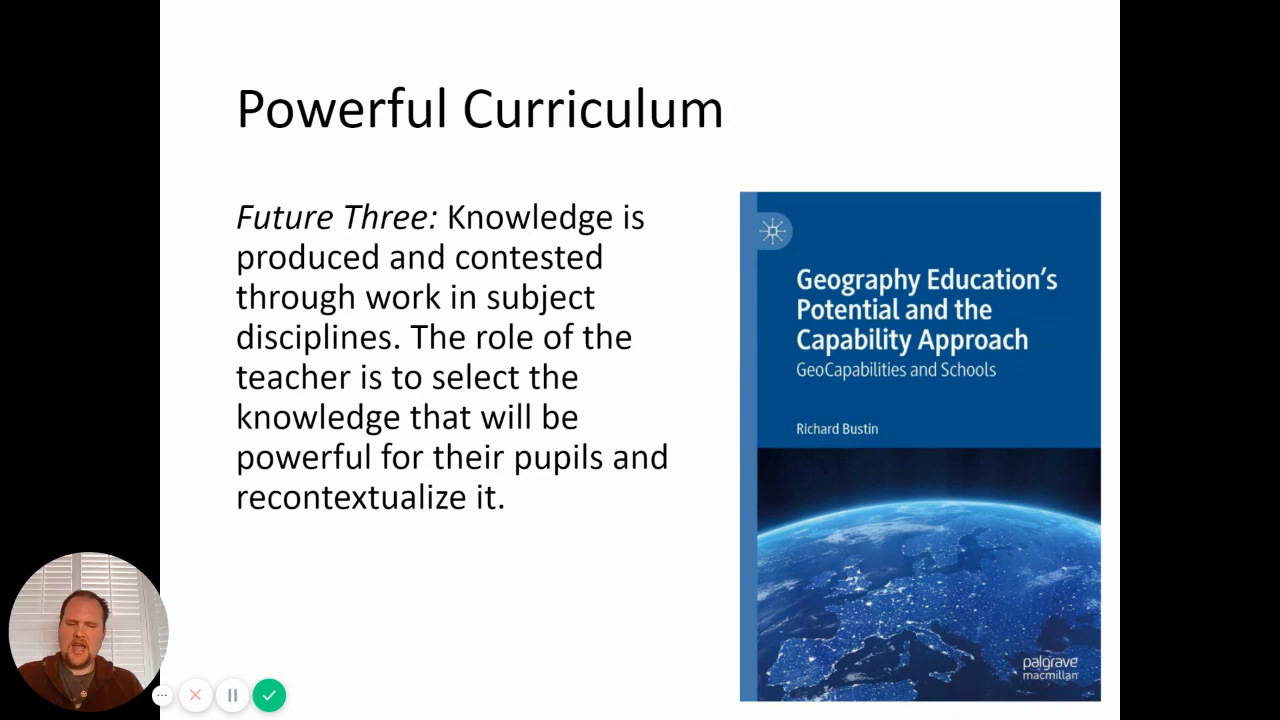 Powerful Curriculum
Future Three: Knowledge is
produced and contested
through work in subject
disciplines. The role of the
teacher is to select the
knowledge that will be
powerful for their pupils and
recontextualize it.
Geography Education's
Potential and the
Capability Approach
GeoCapabilities and Schools
Richard Bustin
palgrave
macmillan